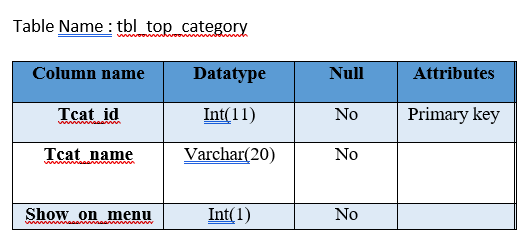 Table Name : tbl_top_category
Column name Datatype Null Attributes
Tcat_id Int(11) No Primary key
Tcat_name Varchar(20) No
Show_on_menu Int(1) No